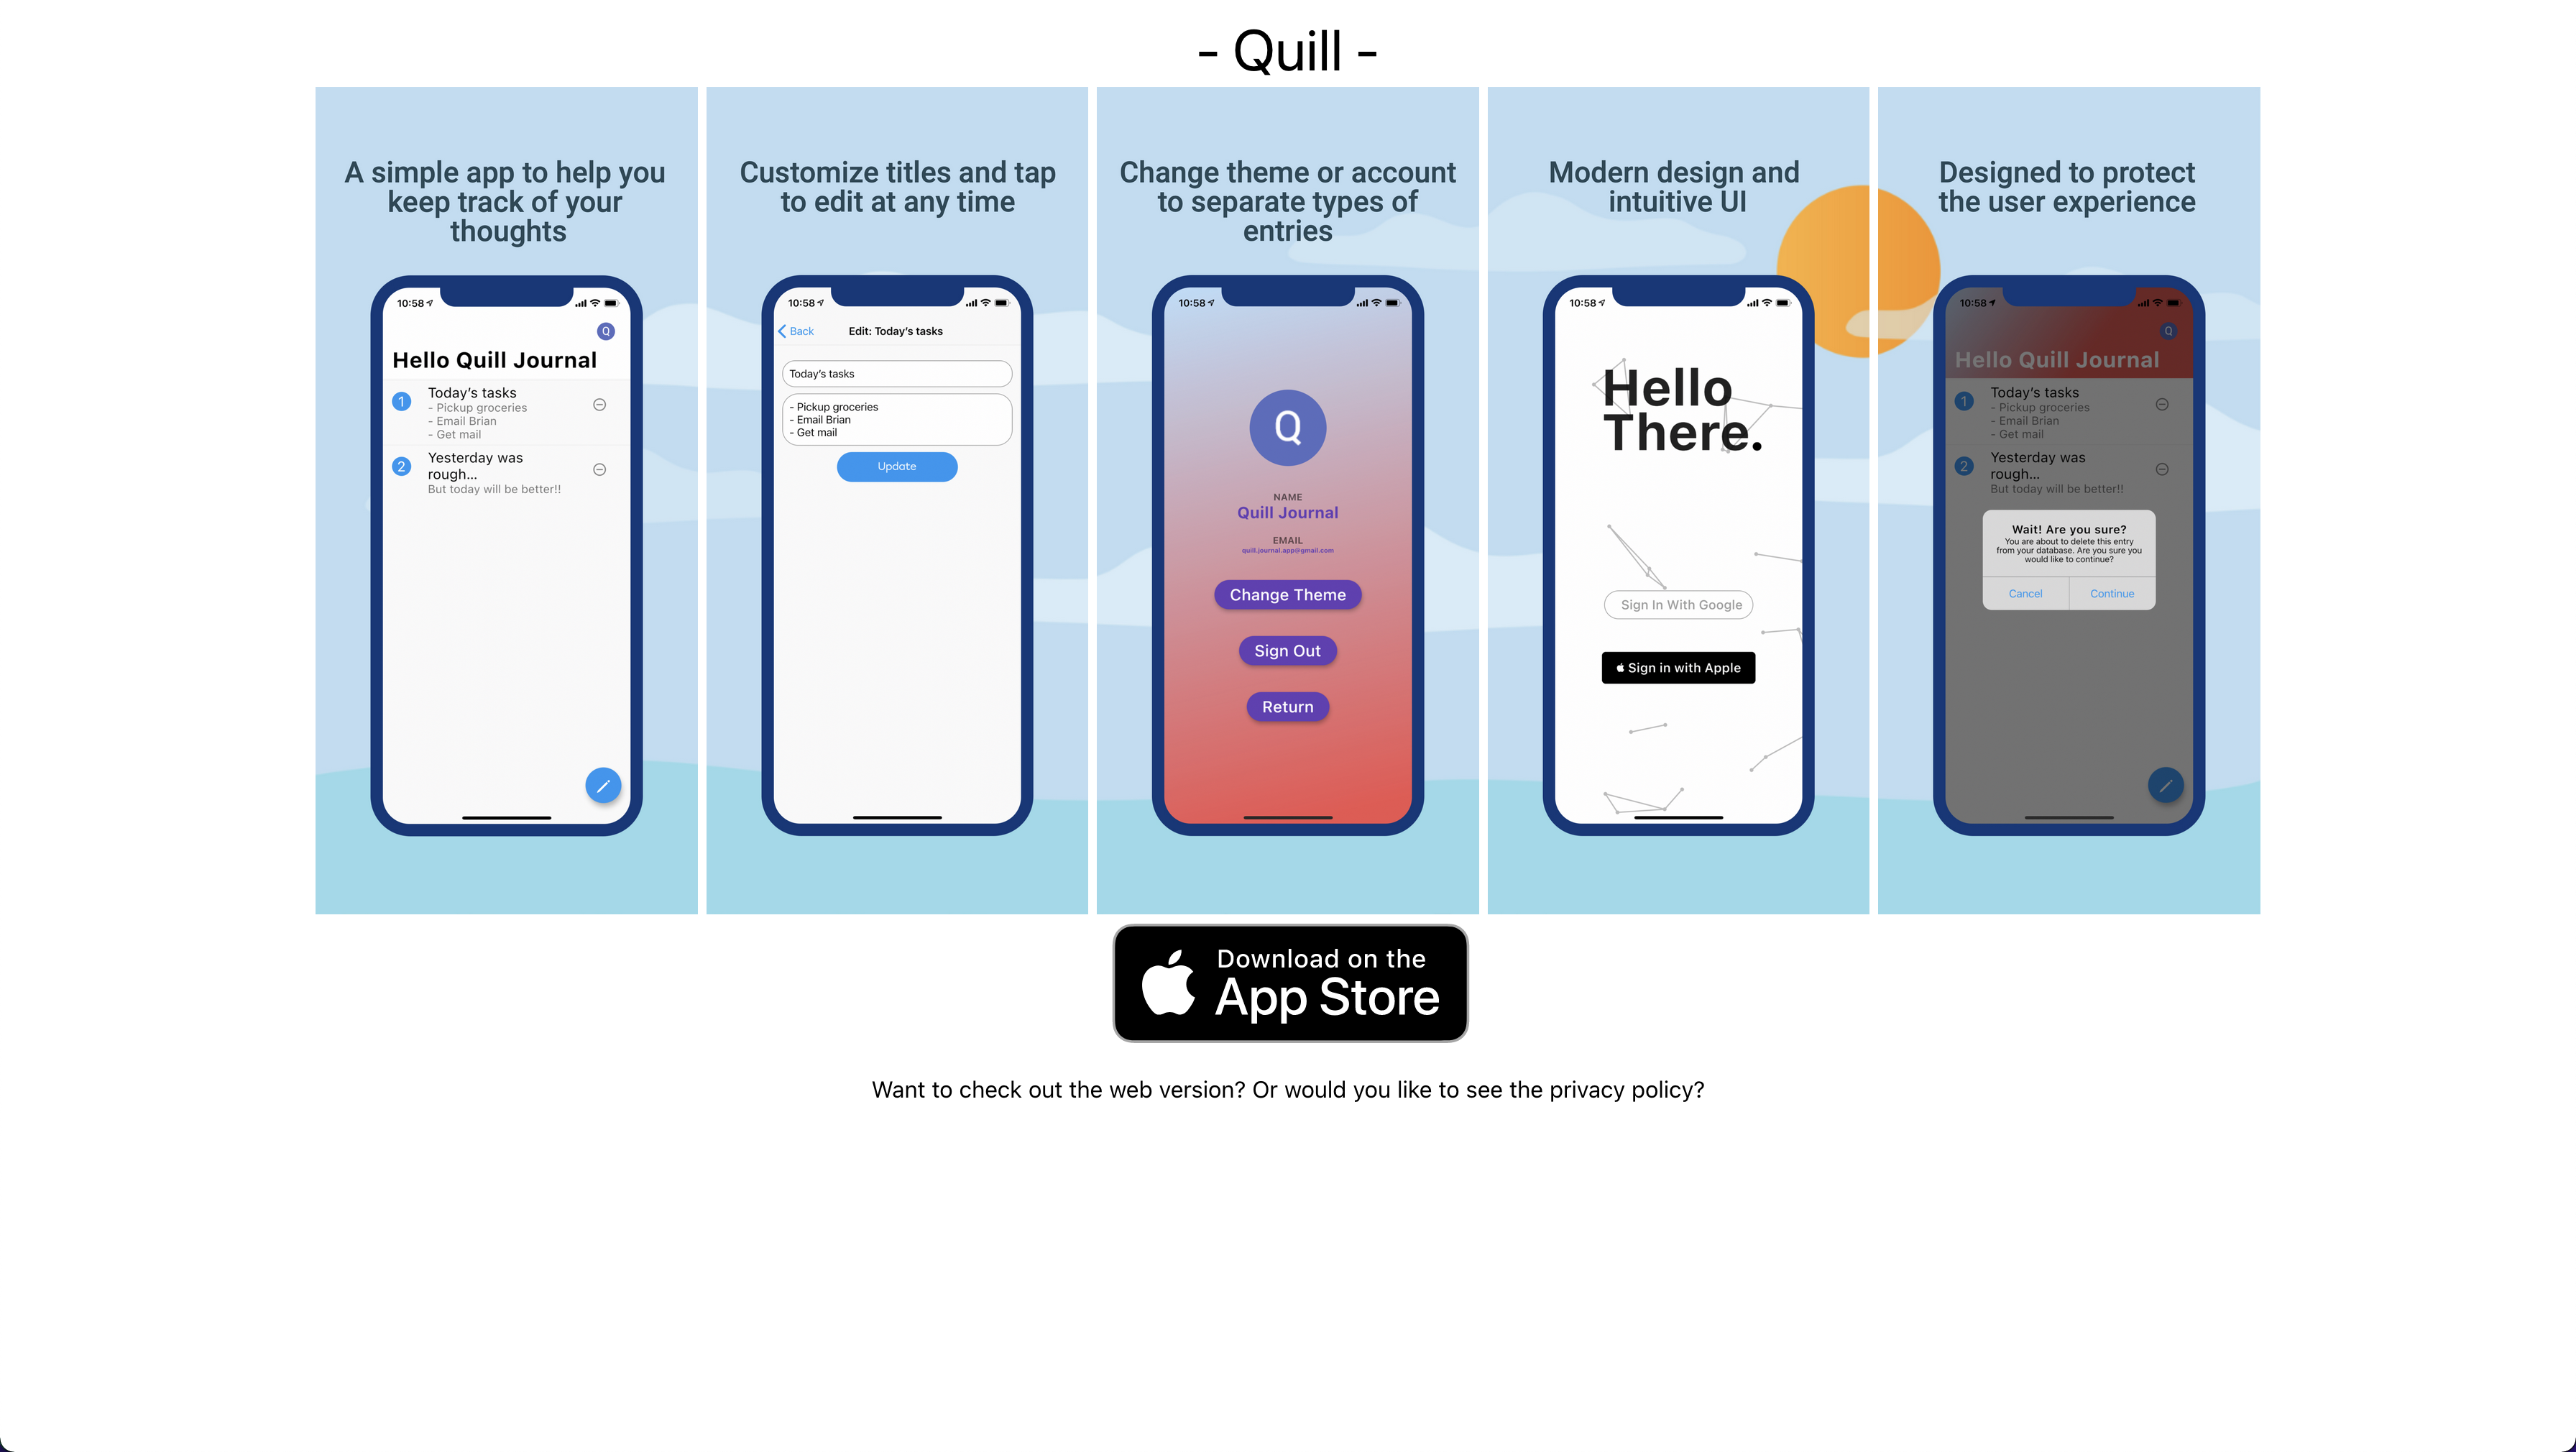 - Quill -
A simple app to help you
keep track of your
thoughts
10:58
Q
Hello Quill Journal
1
Today's tasks
- Pickup groceries
- Email Brian
- Get mail
2
Yesterday was
rough...
But today will be better!!
Customize titles and tap
to edit at any time
10:58
Back
Edit: Today's tasks
Today's tasks
- Pickup groceries
- Email Brian
- Get mail
Update
Change theme or account
to separate types of
entries
10:58
Q
NAME
Quill Journal
EMAIL
quill.journal.app@gmail.com
Change Theme
Sign Out
Return
Modern design and
intuitive UI
10:58
Hello
There.
Sign In With Google
Sign in with Apple
Designed to protect
the user experience
10:58
Q
Hello Quill Journal
1
Today's tasks
- Pickup groceries
- Email Brian
- Get mail
2
Yesterday was
rough...
But today will be better!!
Wait! Are you sure?
You are about to delete this entry
from your database. Are you sure you
would like to continue?
Cancel
Continue
Download on the
App Store
Want to check out the web version? Or would you like to see the privacy policy?